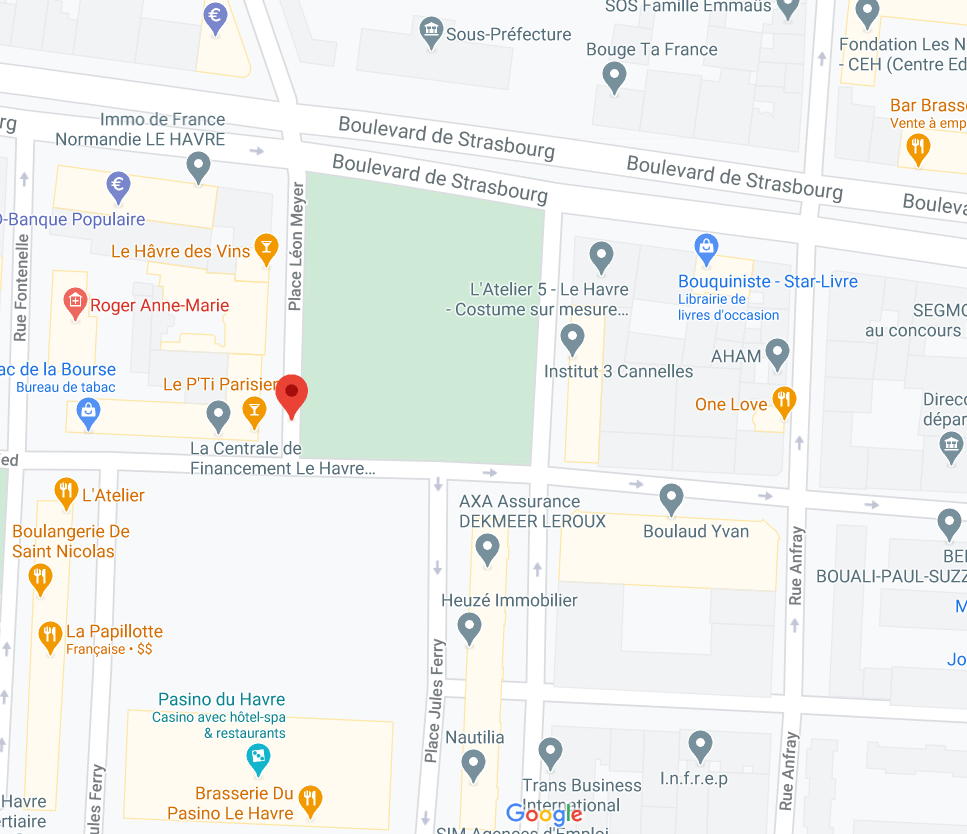 €
Sous-Préfecture
SOS Famille Emmaüs
Bouge Ta France
Fondation Les N
- CEH (Centre Ed
Bar Brasse
Vente à emp
rg
Immo de France
Normandie LE HAVRE
Boulevard de Strasbourg
Boulevard de Strasbourg
Boulevard de Strasbourg
Boulev
€
-Banque Populaire
Le Hâvre des Vins
Place Léon Meyer
Rue Fontenelle
Roger Anne-Marie
L'Atelier 5 - Le Havre
- Costume sur mesure...
Bouquiniste - Star-Livre
Librairie de
livres d'occasion
SEGMO
au concours
AHAM
Institut 3 Cannelles
ac de la Bourse
Bureau de tabac
Le P'Ti Parisien
One Love
Direc
dépar
La Centrale de
Financement Le Havre...
ed
L'Atelier
AXA Assurance
DEKMEER LEROUX
Boulaud Yvan
Boulangerie De
Saint Nicolas
Rue Anfray
BE
BOUALI-PAUL-SUZZ
Heuzé Immobilier
M
La Papillotte
Française • $$
Jo
Place Jules Ferry
Pasino du Havre
Casino avec hôtel-spa
& restaurants
Nautilia
Trans Business
International
I.n.f.r.e.p
Rue Anfray
Brasserie Du
Pasino Le Havre
Havre
ertiaire
ules Ferry
Google
SIM Agences d'Emploi